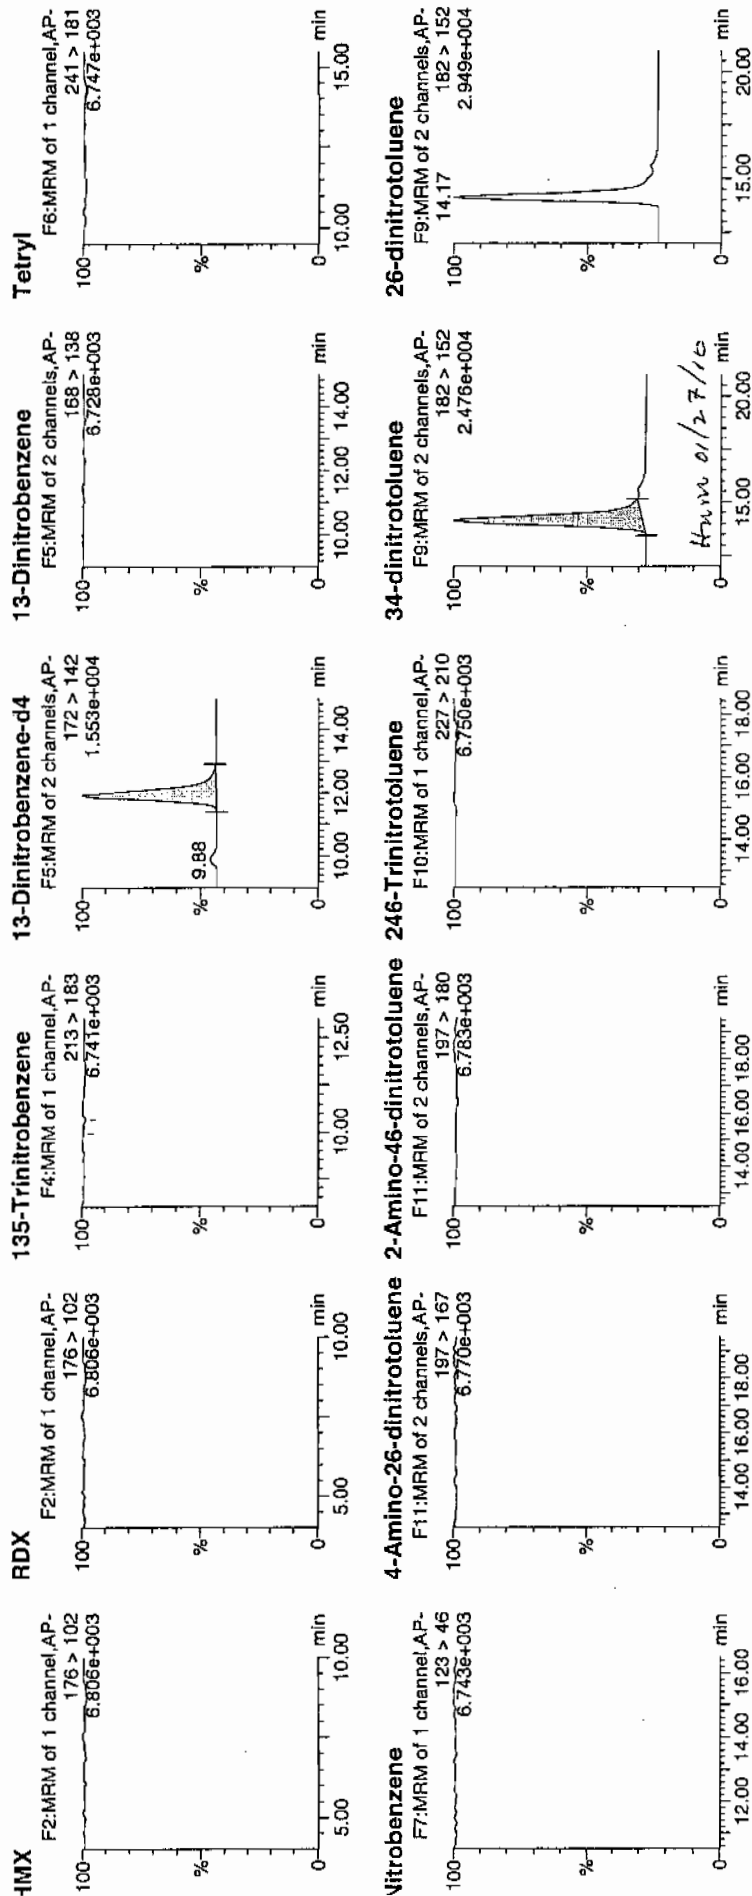 HMX
F2:MRM of 1 channel,AP-
176 > 102
6.806e+003
100
%
0
5.00 10.00 min
RDX
F2:MRM of 1 channel,AP-
176 > 102
6.806e+003
100
%
0
5.00 10.00 min
135-Trinitrobenzene
F4:MRM of 1 channel,AP-
213 > 183
6.741e+003
100
%
0
10.00 12.50 min
13-Dinitrobenzene-d4
F5:MRM of 2 channels,AP-
172 > 142
1.553e+004
100
%
9.88
0
10.00 12.00 14.00 min
13-Dinitrobenzene
F5:MRM of 2 channels,AP-
168 > 138
6.728e+003
100
%
0
10.00 12.00 14.00 min
Tetryl
F6:MRM of 1 channel,AP-
241 > 181
6.747e+003
100
%
0
10.00 15.00 min
Nitrobenzene
F7:MRM of 1 channel,AP-
123 > 46
6.743e+003
100
%
0
12.00 14.00 16.00 min
4-Amino-26-dinitrotoluene
F11:MRM of 2 channels,AP-
197 > 167
6.770e+003
100
%
0
14.00 16.00 18.00 min
2-Amino-46-dinitrotoluene
F11:MRM of 2 channels,AP-
197 > 180
6.783e+003
100
%
0
14.00 16.00 18.00 min
246-Trinitrotoluene
F10:MRM of 1 channel,AP-
227 > 210
6.750e+003
100
%
0
14.00 16.00 18.00 min
34-dinitrotoluene
F9:MRM of 2 channels,AP-
182 > 152
2.476e+004
100
%
0
01/27/10
15.00 20.00 min
26-dinitrotoluene
F9:MRM of 2 channels,AP-
14.17 182 > 152
2.949e+004
100
%
0
15.00 20.00 min